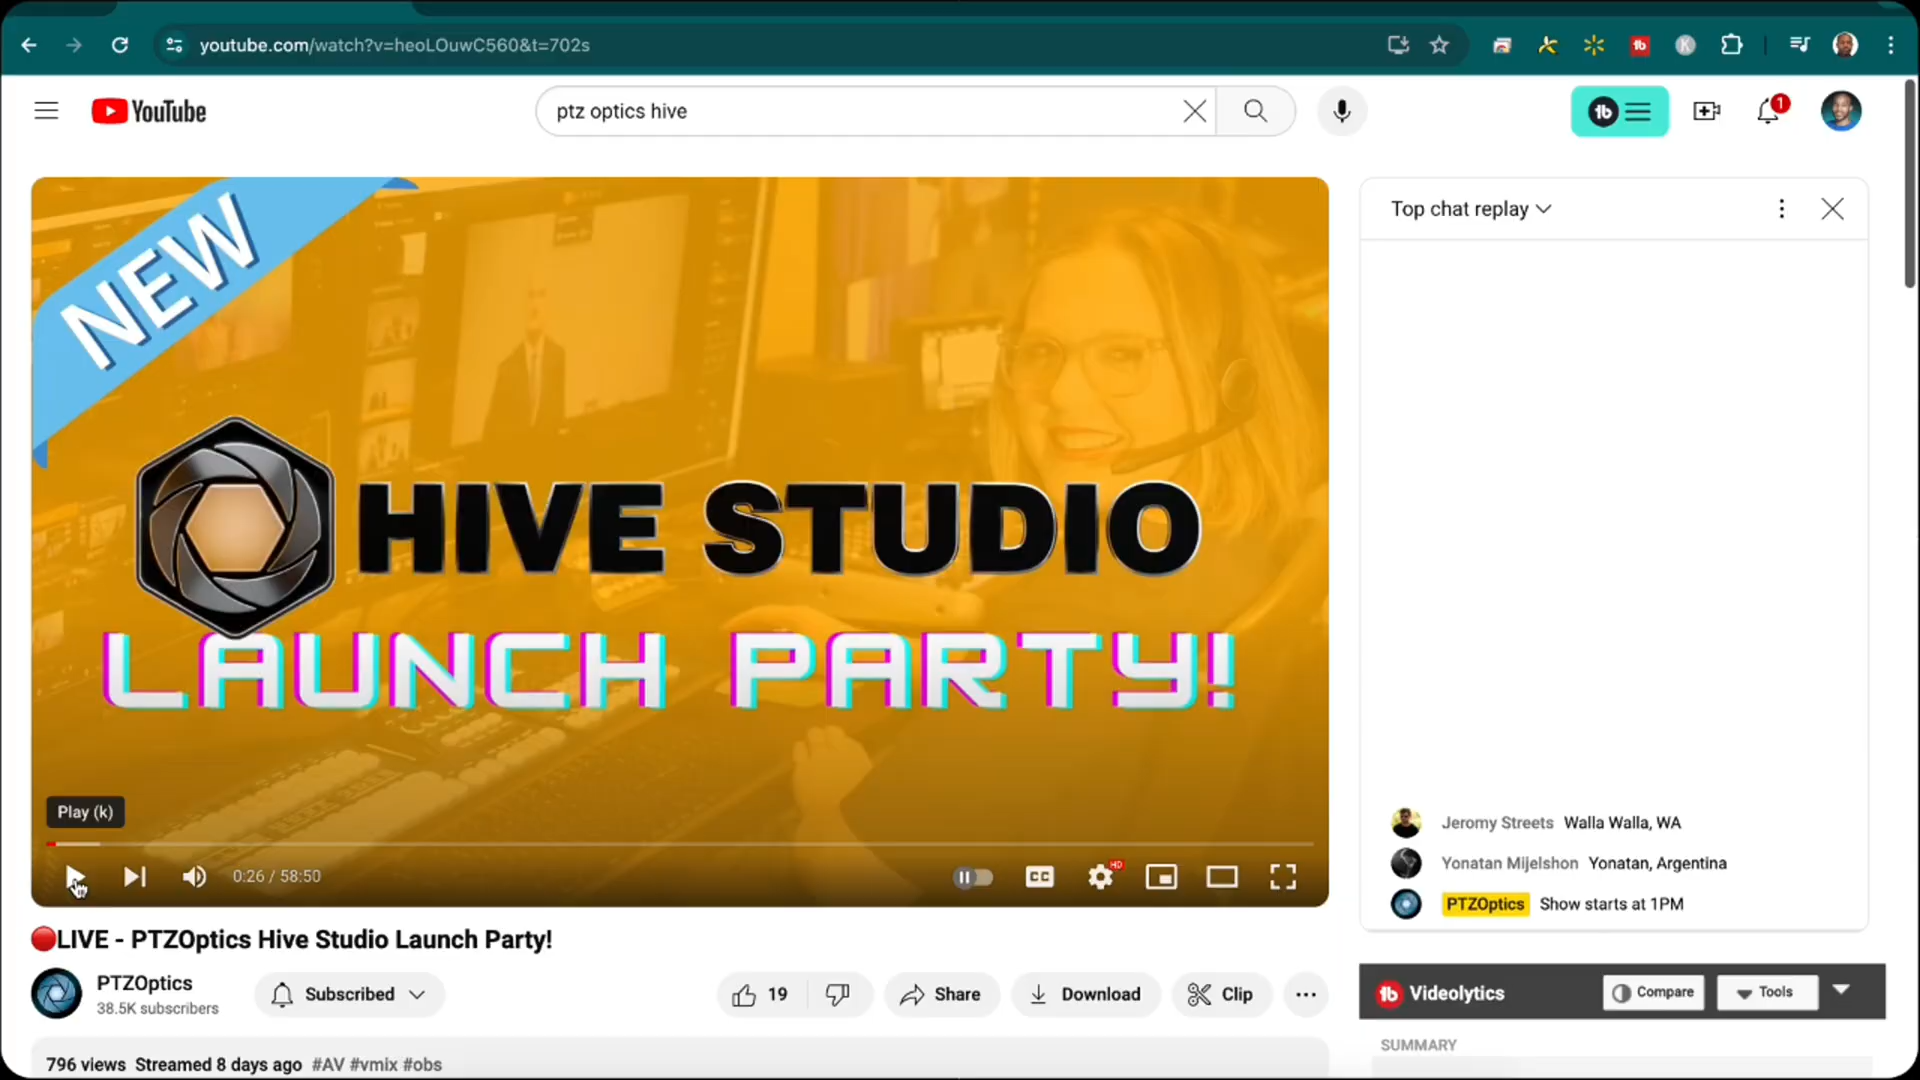 youtube.com/watch?v=heoLOuwC560&t=702s
YouTube
ptz optics hive
1
NEW
HIVE STUDIO
LAUNCH PARTY!
Play (k)
0:26 / 58:50
CC
HD
Top chat replay
Jeromy Streets Walla Walla, WA
Yonatan Mijelshon Yonatan, Argentina
PTZOptics Show starts at 1PM
🔴LIVE - PTZOptics Hive Studio Launch Party!
PTZOptics
38.5K subscribers
Subscribed
19
Share
Download
Clip
Videolytics
Compare
Tools
SUMMARY
796 views Streamed 8 days ago #AV #vmix #obs